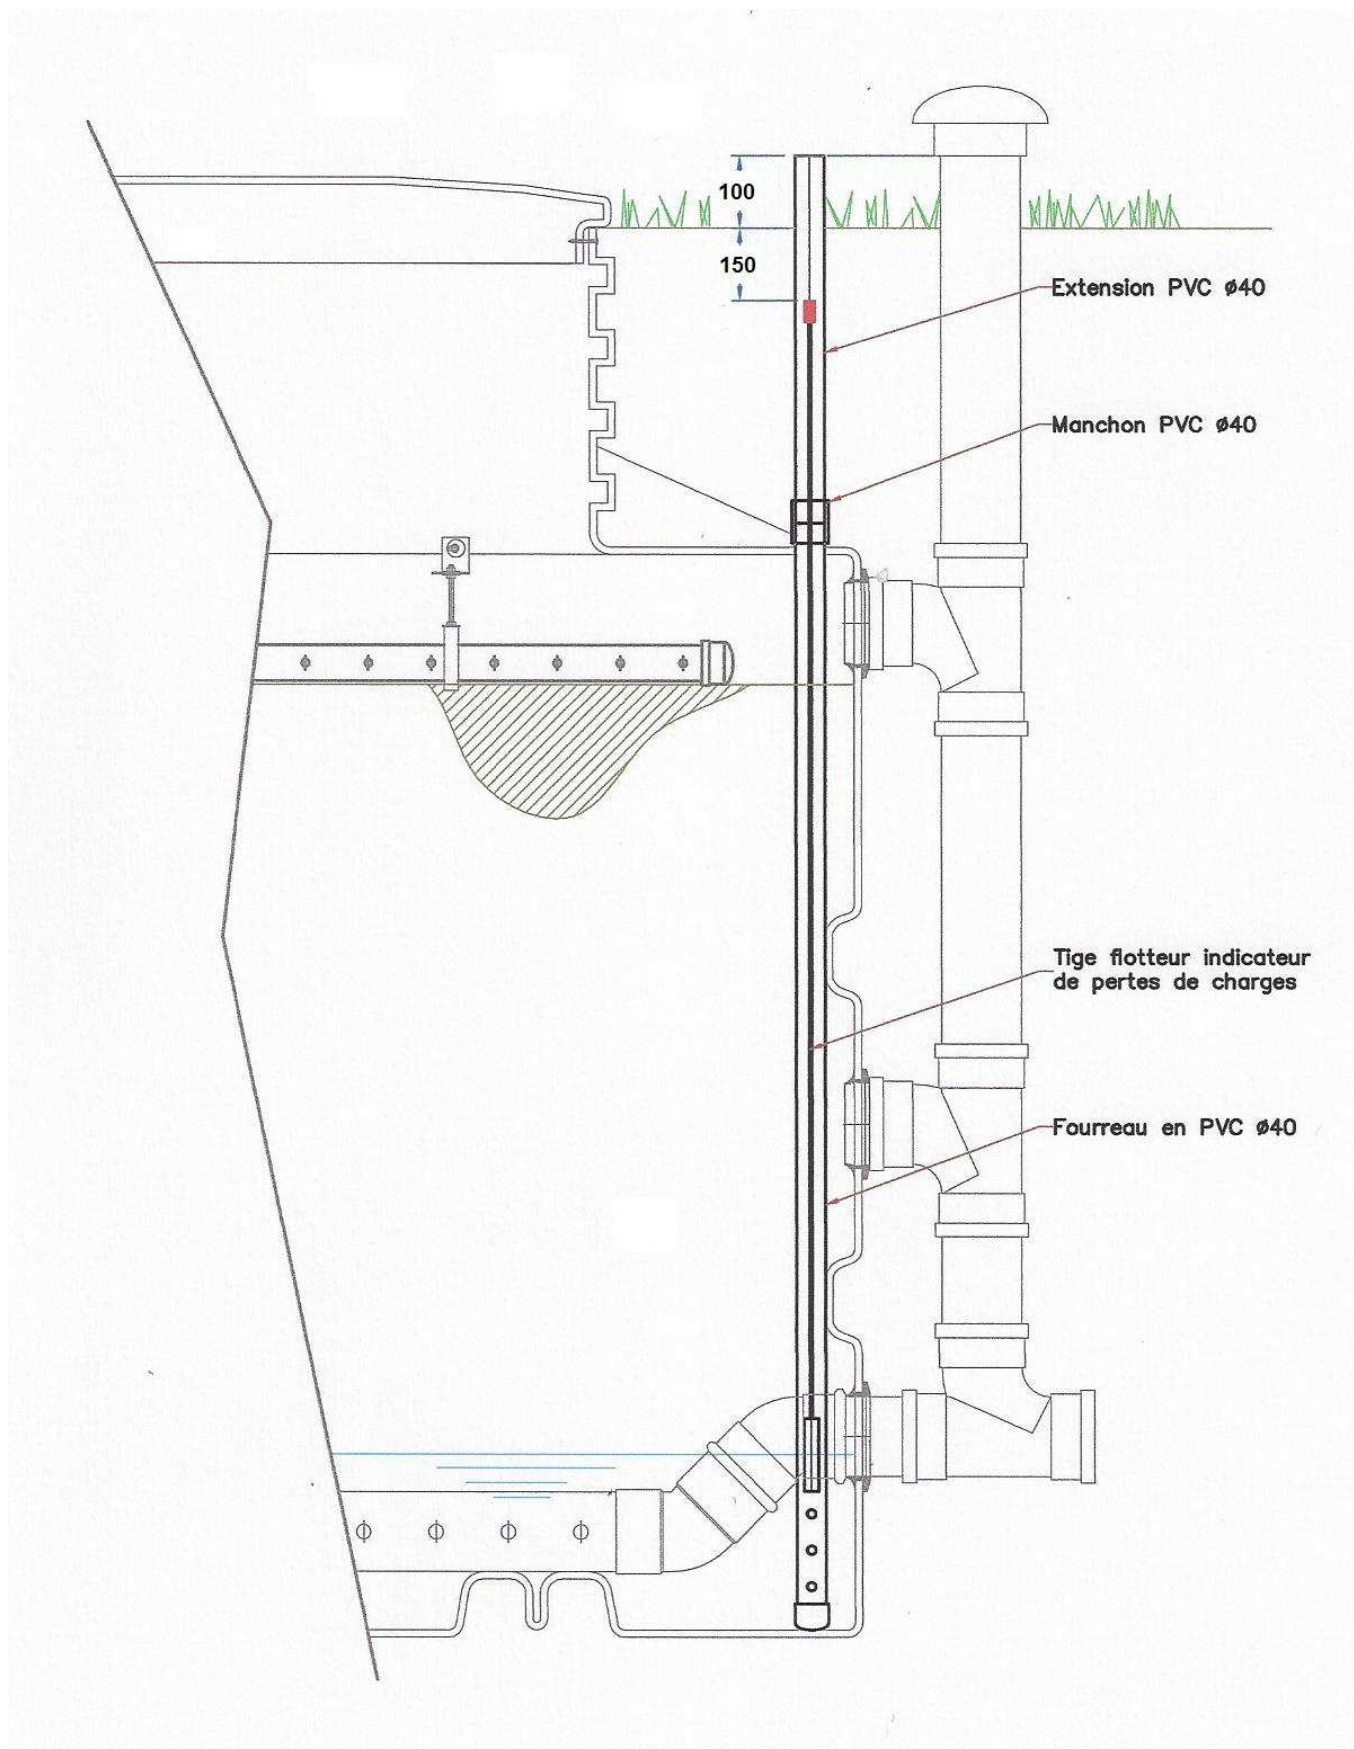 100
150
Extension PVC ø40
Manchon PVC ø40
Tige flotteur indicateur
de pertes de charges
Fourreau en PVC ø40